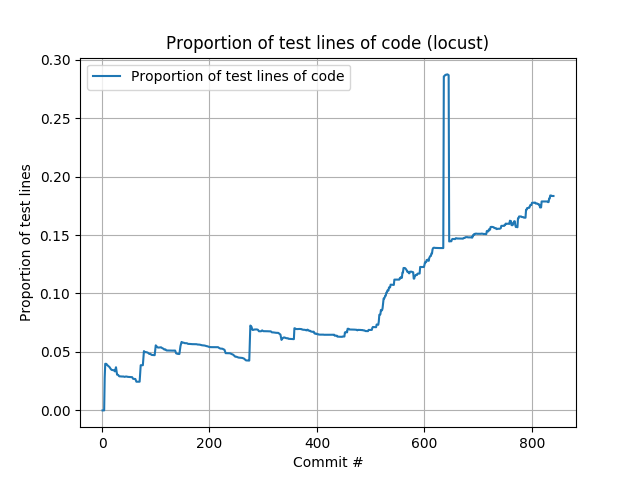 Proportion of test lines of code (locust)
Proportion of test lines of code
Proportion of test lines
0.30
0.25
0.20
0.15
0.10
0.05
0.00
0 200 400 600 800
Commit #